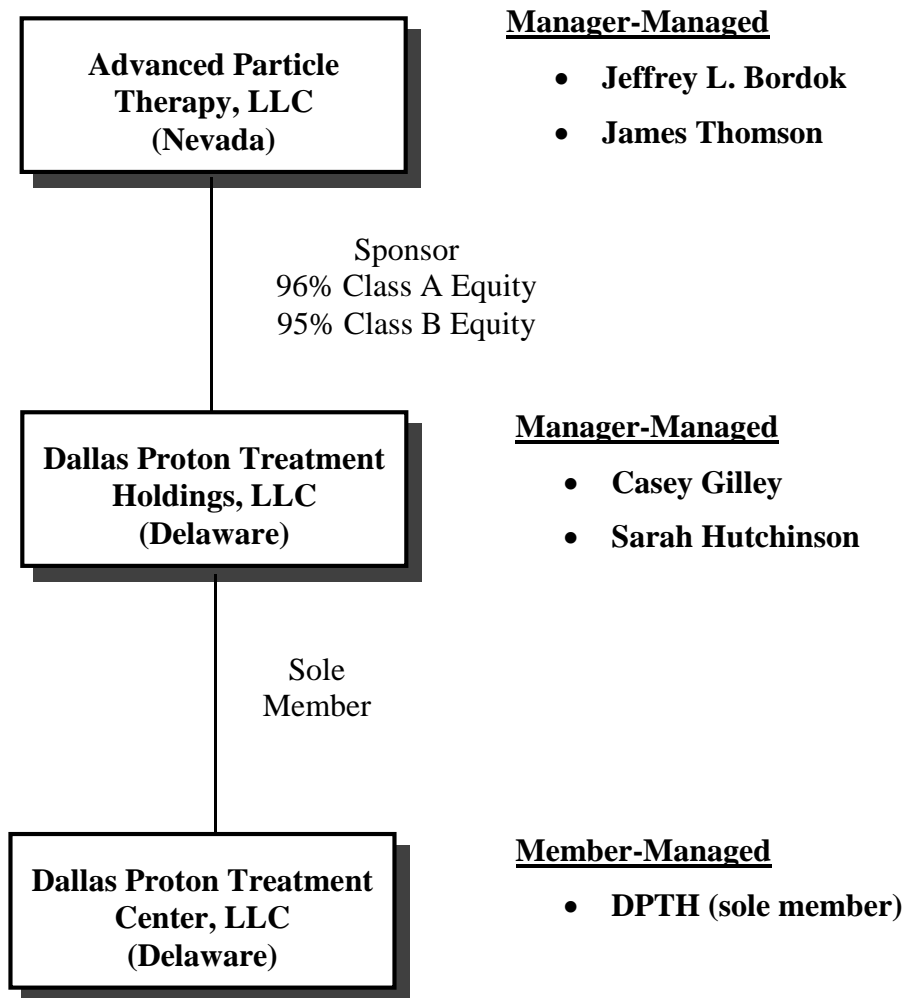 Advanced Particle
Therapy, LLC
(Nevada)
Manager-Managed
• Jeffrey L. Bordok
• James Thomson
Sponsor
96% Class A Equity
95% Class B Equity
Dallas Proton Treatment
Holdings, LLC
(Delaware)
Manager-Managed
• Casey Gilley
• Sarah Hutchinson
Sole
Member
Dallas Proton Treatment
Center, LLC
(Delaware)
Member-Managed
• DPTH (sole member)